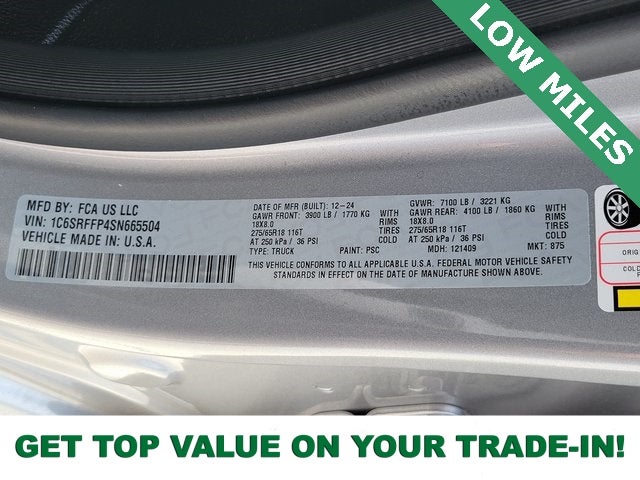 LOW MILES
MFD BY: FCA US LLC
VIN: 1C6SRFFP4SN665504
VEHICLE MADE IN: U.S.A.
DATE OF MFR (BUILT): 12-24
GAWR FRONT: 3900 LB / 1770 KG WITH
18X8.0 RIMS
275/65R18 116T TIRES
AT 250 kPa / 36 PSI COLD
TYPE: TRUCK PAINT: PSC
GVWR: 7100 LB / 3221 KG
GAWR REAR: 4100 LB / 1860 KG WITH
18X8.0 RIMS
275/65R18 116T TIRES
AT 250 kPa / 36 PSI COLD
MDH: 121409 MKT: 875
THIS VEHICLE CONFORMS TO ALL APPLICABLE U.S.A. FEDERAL MOTOR VEHICLE SAFETY
STANDARDS IN EFFECT ON THE DATE OF MANUFACTURE SHOWN ABOVE.
ORIG
COLD
GET TOP VALUE ON YOUR TRADE-IN!